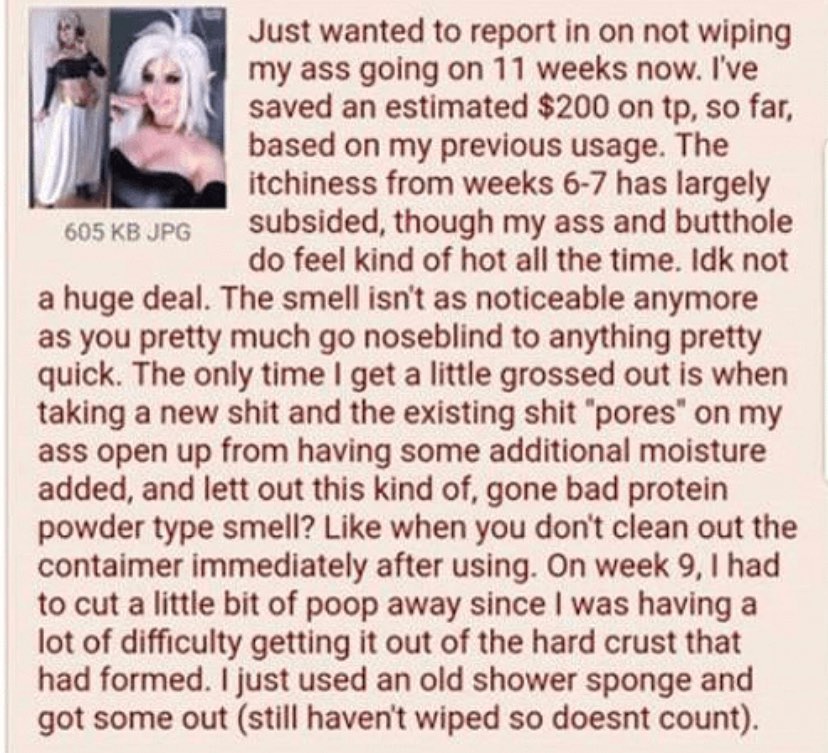 Just wanted to report in on not wiping
my ass going on 11 weeks now. I've
saved an estimated $200 on tp, so far,
based on my previous usage. The
itchiness from weeks 6-7 has largely
subsided, though my ass and butthole
605 KB JPG
do feel kind of hot all the time. Idk not
a huge deal. The smell isn't as noticeable anymore
as you pretty much go noseblind to anything pretty
quick. The only time I get a little grossed out is when
taking a new shit and the existing shit "pores" on my
ass open up from having some additional moisture
added, and lett out this kind of, gone bad protein
powder type smell? Like when you don't clean out the
contaimer immediately after using. On week 9, I had
to cut a little bit of poop away since I was having a
lot of difficulty getting it out of the hard crust that
had formed. I just used an old shower sponge and
got some out (still haven't wiped so doesnt count).